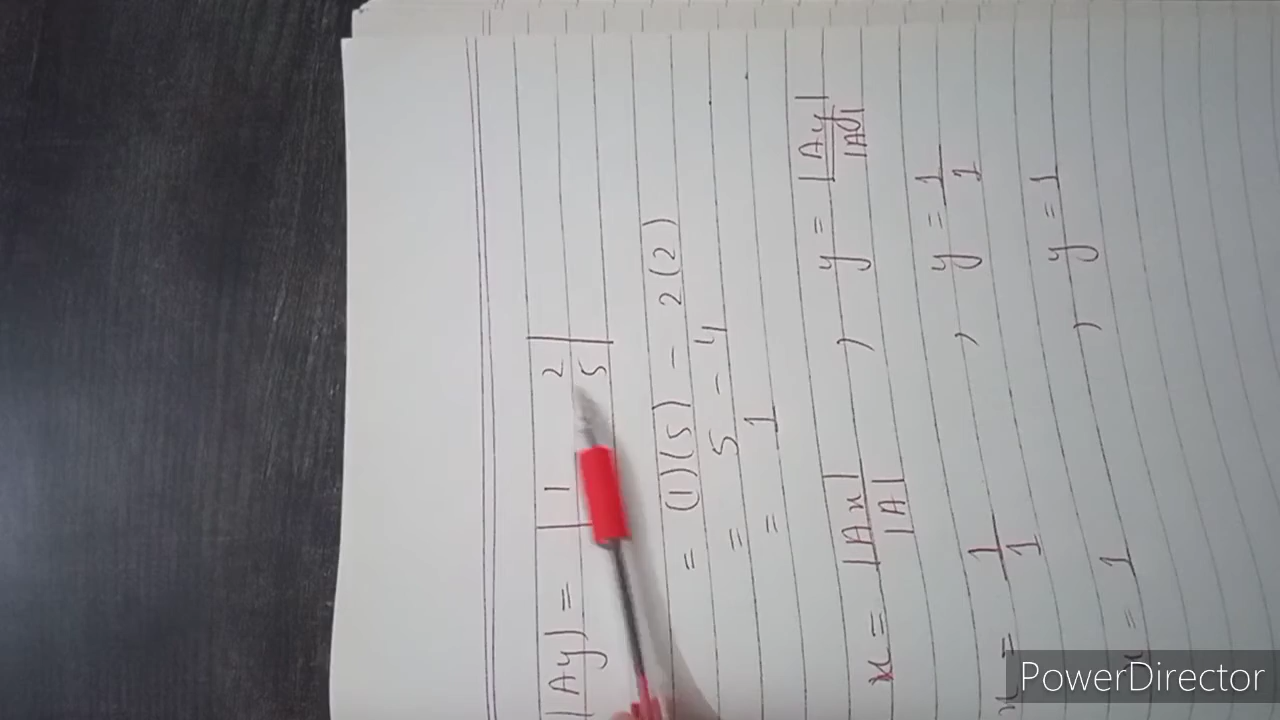 |Ay| = | 1 2 |
5 |
= (1)(5) - 2(2)
= 5 - 4
= 1
x = |Ax| / |A| , y = |Ay| / |A|
x = 1/1 , y = 1/1
x = 1 , y = 1
PowerDirector